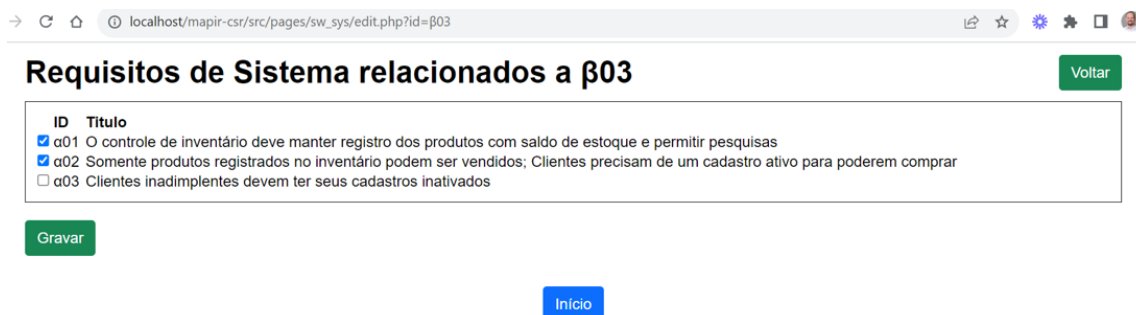 localhost/mapir-csr/src/pages/sw_sys/edit.php?id=β03
Requisitos de Sistema relacionados a β03
Voltar
ID Titulo
α01 O controle de inventário deve manter registro dos produtos com saldo de estoque e permitir pesquisas
α02 Somente produtos registrados no inventário podem ser vendidos; Clientes precisam de um cadastro ativo para poderem comprar
α03 Clientes inadimplentes devem ter seus cadastros inativados
Gravar
Início